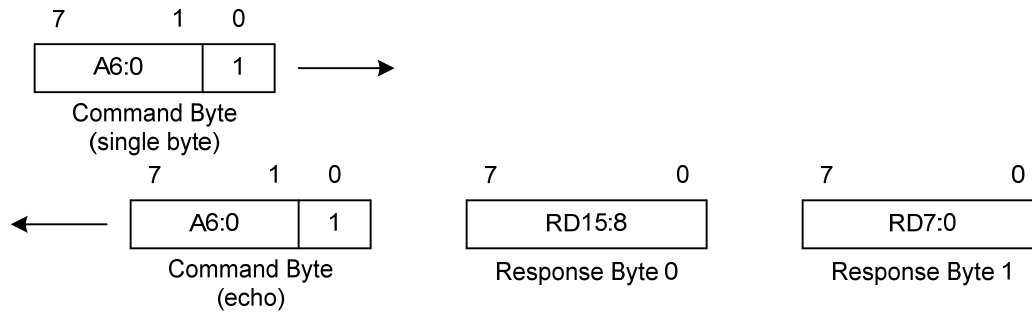 7 1 0
A6:0 1
Command Byte
(single byte)
7 1 0 7 0 7 0
A6:0 1 RD15:8 RD7:0
Command Byte Response Byte 0 Response Byte 1
(echo)